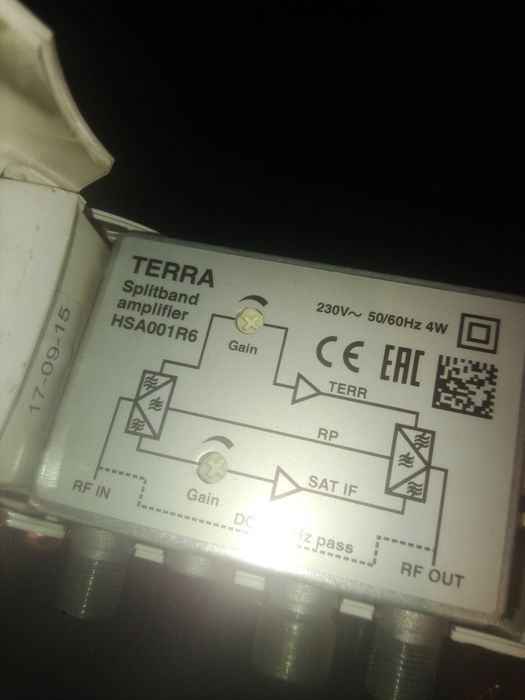 17-09-15
TERRA
Splitband
amplifier
HSA001R6
230V~ 50/60Hz 4W
Gain
CE EAC
TERR
RP
Gain
SAT IF
RF IN
pass
RF OUT